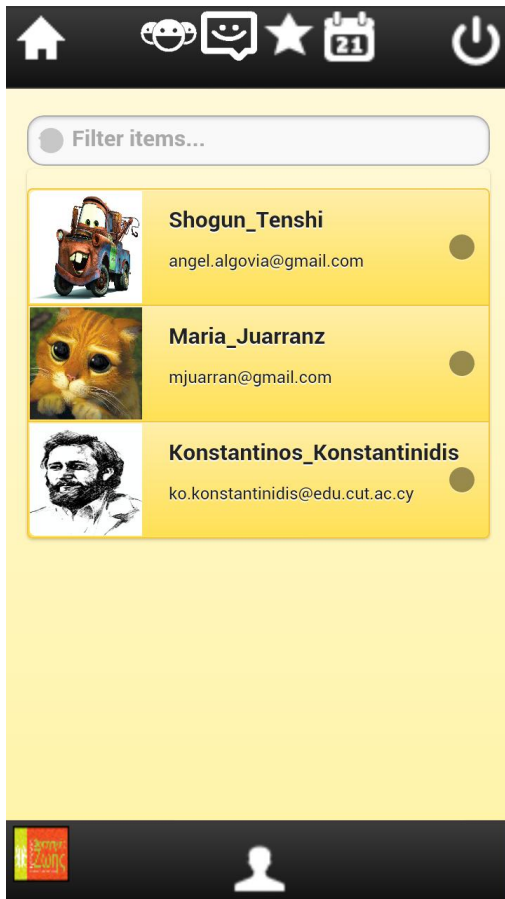 21
Filter items...
Shogun_Tenshi
angel.algovia@gmail.com
Maria_Juarranz
mjuarran@gmail.com
Konstantinos_Konstantinidis
ko.konstantinidis@edu.cut.ac.cy
Ζωής